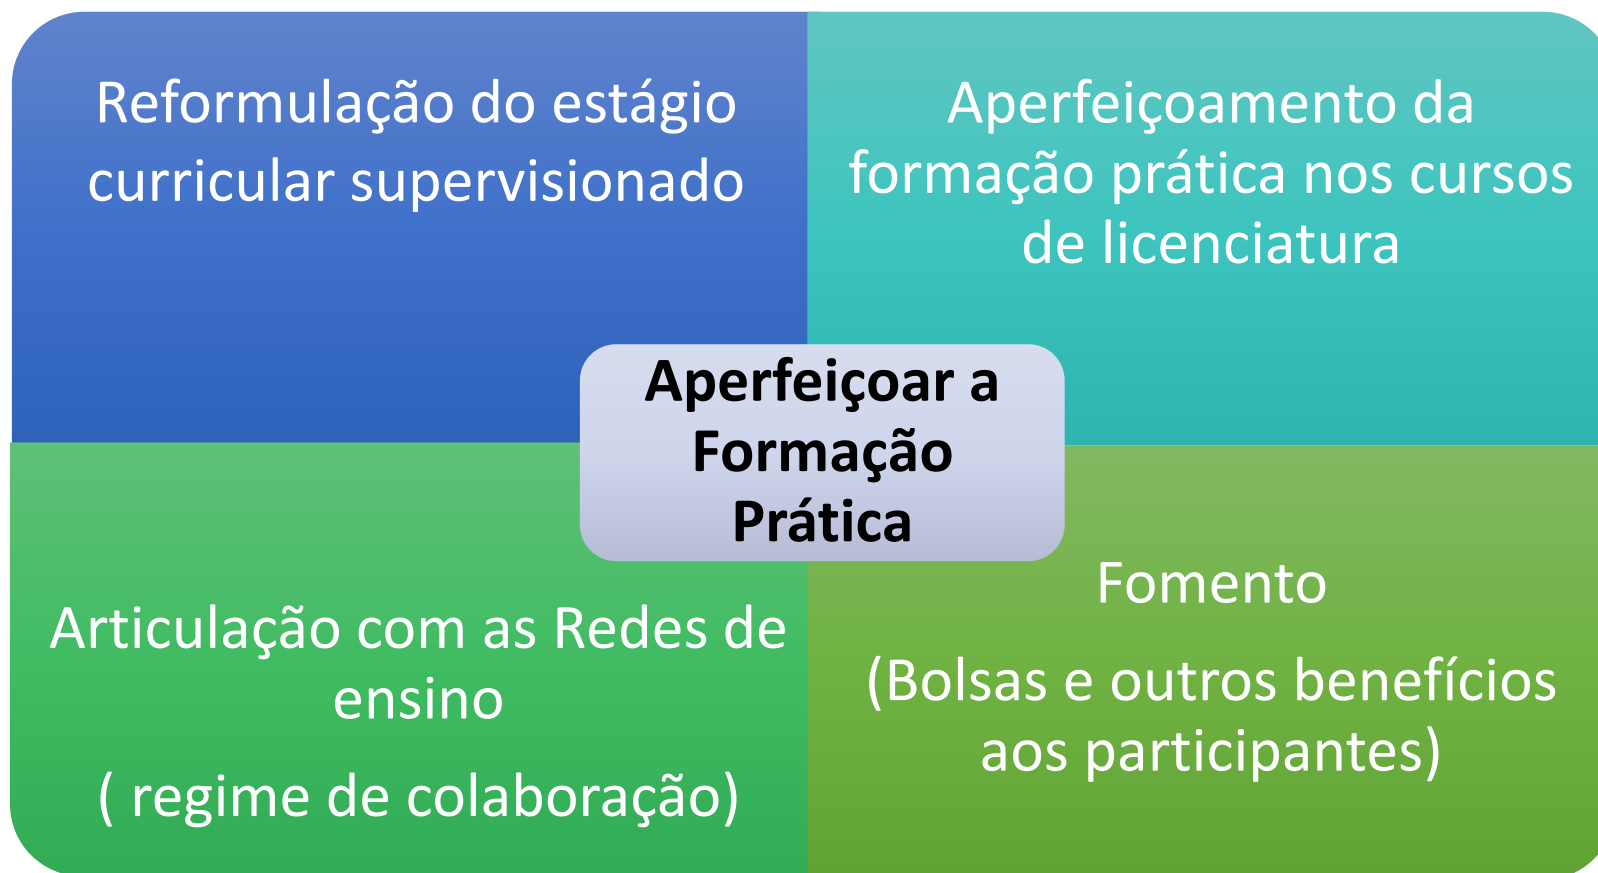 Reformulação do estágio
curricular supervisionado
Aperfeiçoamento da
formação prática nos cursos
de licenciatura
Aperfeiçoar a
Formação
Prática
Articulação com as Redes de
ensino
( regime de colaboração)
Fomento
(Bolsas e outros benefícios
aos participantes)